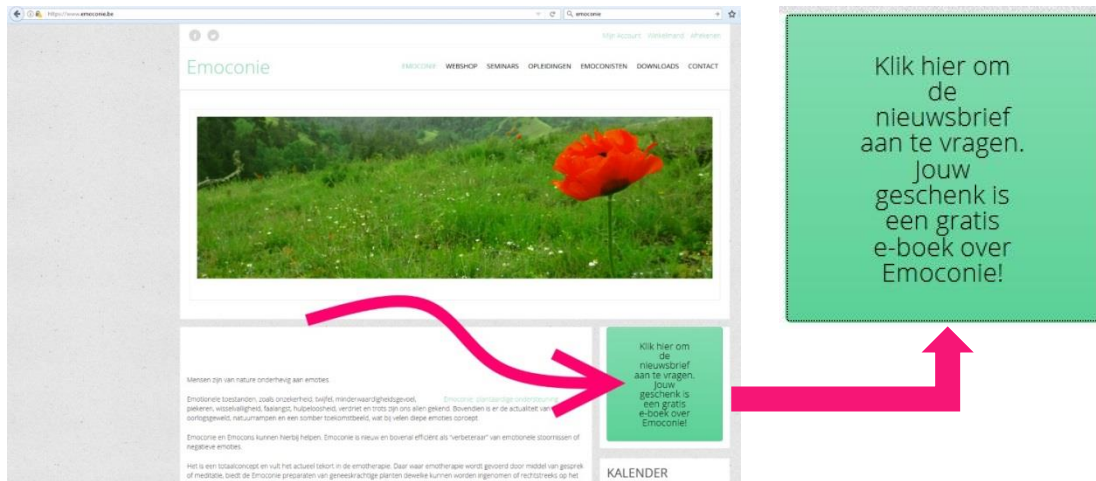 https://www.emoconie.be
emoconie
Mijn Account Winkelmand Afrekenen
Emoconie
EMOCONIE WEBSHOP SEMINARS OPLEIDINGEN EMOCONISTEN DOWNLOADS CONTACT
Mensen zijn van nature onderhevig aan emoties.
Emotionele toestanden, zoals onzekerheid, twijfel, minderwaardigheidsgevoel,
Emoconie: plantaardige ondersteuning
piekeren, wisselvalligheid, faalangst, hulpeloosheid, verdriet en trots zijn ons allen gekend. Bovendien is er de actualiteit van
oorlogsgeweld, natuurrampen en een somber toekomstbeeld, wat bij velen diepe emoties oproept.
Emoconie en Emocons kunnen hierbij helpen. Emoconie is nieuw en bovenal efficiënt als "verbeteraar" van emotionele stoornissen of
negatieve emoties.
Het is een totaalconcept en vult het actueel tekort in de emotherapie. Daar waar emotherapie wordt gevoerd door middel van gesprek
of meditatie, biedt de Emoconie preparaten van geneeskrachtige planten dewelke kunnen worden ingenomen of rechtstreeks op het
Klik hier om
de
nieuwsbrief
aan te vragen.
Jouw
geschenk is
een gratis
e-boek over
Emoconie!
KALENDER
Klik hier om
de
nieuwsbrief
aan te vragen.
Jouw
geschenk is
een gratis
e-boek over
Emoconie!